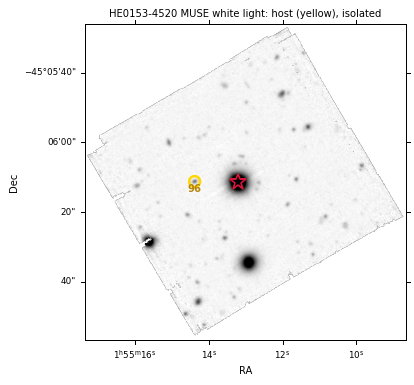 HE0153-4520 MUSE white light: host (yellow), isolated
−45°05'40"
06'00"
20"
40"
96
1ʰ55ᵐ16ˢ
14ˢ
12ˢ
10ˢ
Dec
RA